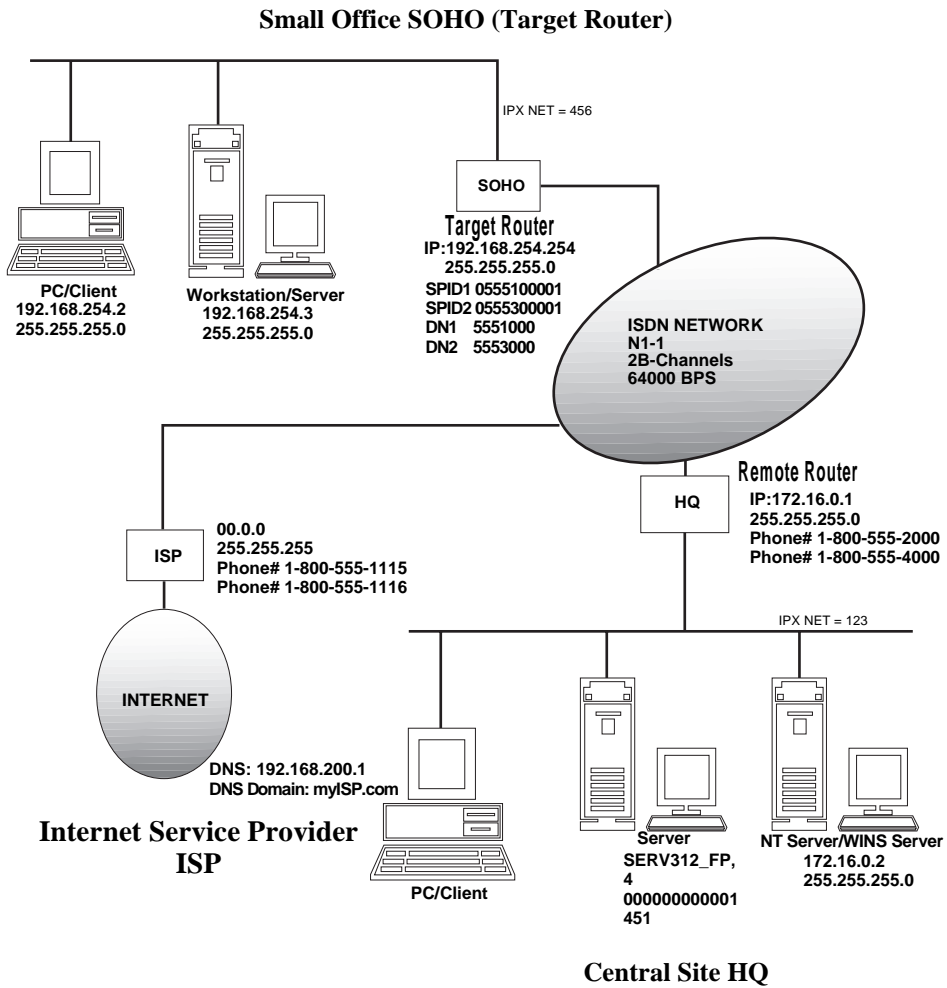 Small Office SOHO (Target Router)
IPX NET = 456
SOHO
Target Router
IP:192.168.254.254
255.255.255.0
SPID1 0555100001
SPID2 0555300001
DN1 5551000
DN2 5553000
PC/Client
192.168.254.2
255.255.255.0
Workstation/Server
192.168.254.3
255.255.255.0
ISDN NETWORK
N1-1
2B-Channels
64000 BPS
Remote Router
HQ
IP:172.16.0.1
255.255.255.0
Phone# 1-800-555-2000
Phone# 1-800-555-4000
ISP
00.0.0
255.255.255
Phone# 1-800-555-1115
Phone# 1-800-555-1116
IPX NET = 123
INTERNET
DNS: 192.168.200.1
DNS Domain: myISP.com
Internet Service Provider
ISP
PC/Client
Server
SERV312_FP,
4
000000000001
451
NT Server/WINS Server
172.16.0.2
255.255.255.0
Central Site HQ